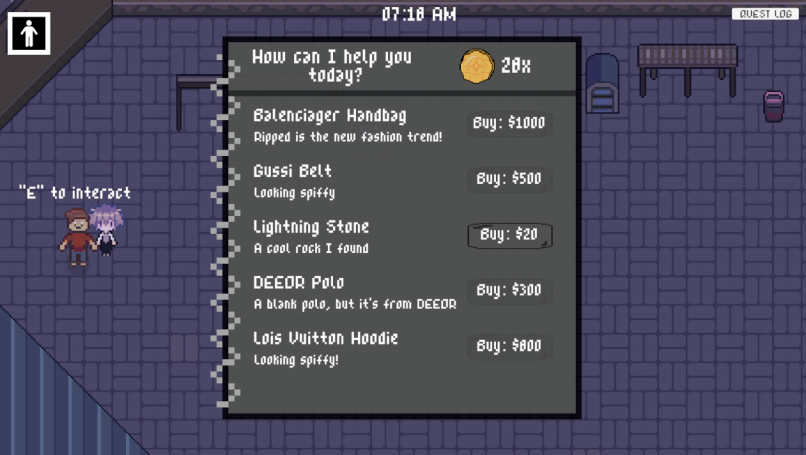 07:10 AM
QUEST LOG
How can I help you
today?
20x
Balenciager Handbag
Ripped is the new fashion trend!
Buy: $1000
Gussi Belt
Looking spiffy
Buy: $500
"E" to interact
Lightning Stone
A cool rock I found
Buy: $20
DEEOR Polo
A blank polo, but it's from DEEOR
Buy: $300
Lois Vuitton Hoodie
Looking spiffy!
Buy: $800